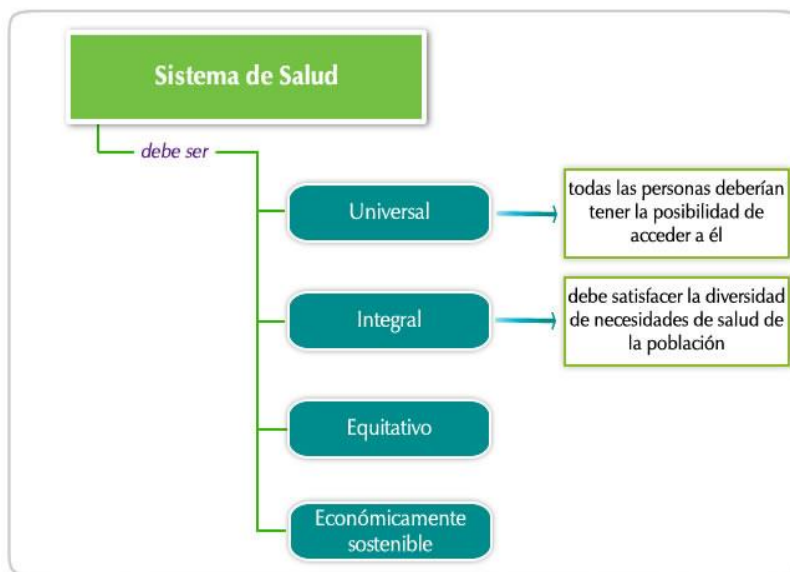 Sistema de Salud
debe ser
Universal
todas las personas deberían
tener la posibilidad de
acceder a él
Integral
debe satisfacer la diversidad
de necesidades de salud de
la población
Equitativo
Económicamente
sostenible